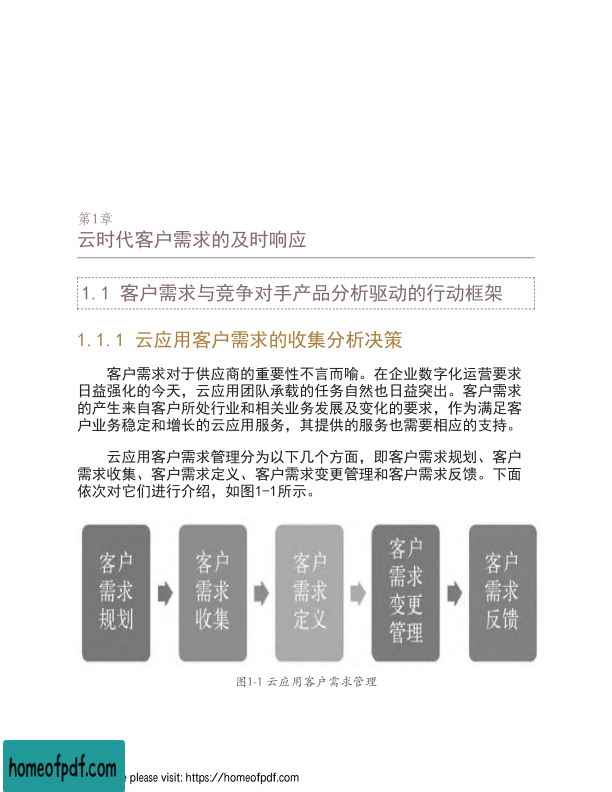 第1章
云时代客户需求的及时响应
1.1 客户需求与竞争对手产品分析驱动的行动框架
1.1.1 云应用客户需求的收集分析决策
客户需求对于供应商的重要性不言而喻。在企业数字化运营要求
日益强化的今天，云应用团队承载的任务自然也日益突出。客户需求
的产生来自客户所处行业和相关业务发展及变化的要求，作为满足客
户业务稳定和增长的云应用服务，其提供的服务也需要相应的支持。
云应用客户需求管理分为以下几个方面，即客户需求规划、客户
需求收集、客户需求定义、客户需求变更管理和客户需求反馈。下面
依次对它们进行介绍，如图1-1所示。
客户
需求
规划
客户
需求
收集
客户
需求
定义
客户
需求
变更
管理
客户
需求
反馈
图1-1 云应用客户需求管理
homeofpdf.com
please visit: https://homeofpdf.com